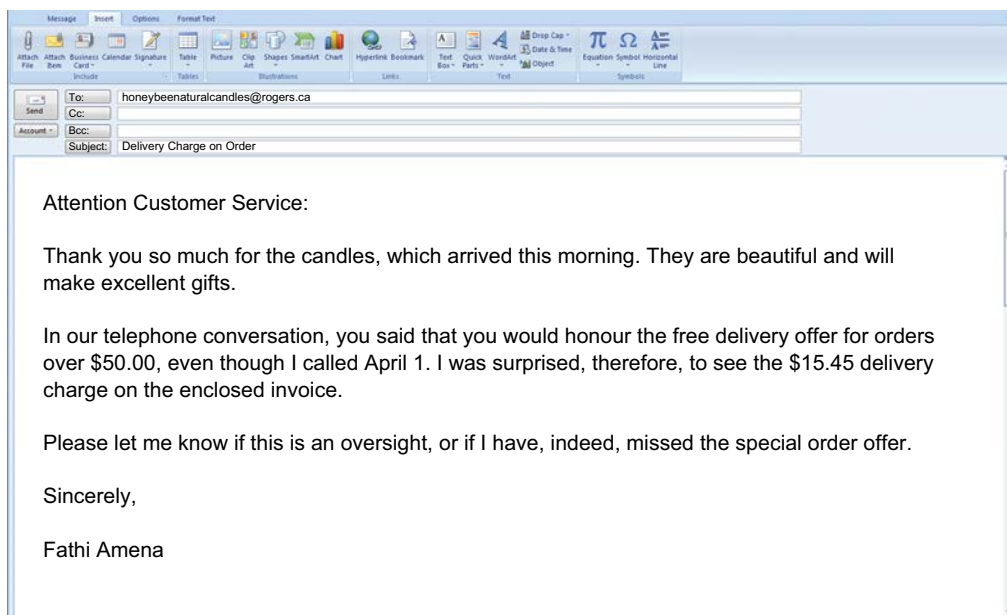 Message Insert Options Format Text
Attach File Attach Item Business Card Calendar Signature Table Picture Clip Art Shapes SmartArt Chart Hyperlink Bookmark Text Box Quick Parts WordArt Drop Cap Date & Time Object Equation Symbol Horizontal Line
Include Tables Illustrations Links Text Symbols
Send
Account
To: honeybeenaturalcandles@rogers.ca
Cc:
Bcc:
Subject: Delivery Charge on Order
Attention Customer Service:
Thank you so much for the candles, which arrived this morning. They are beautiful and will
make excellent gifts.
In our telephone conversation, you said that you would honour the free delivery offer for orders
over $50.00, even though I called April 1. I was surprised, therefore, to see the $15.45 delivery
charge on the enclosed invoice.
Please let me know if this is an oversight, or if I have, indeed, missed the special order offer.
Sincerely,
Fathi Amena